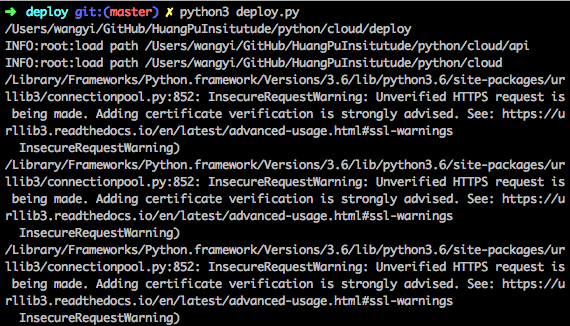 ➜ deploy git:(master) ✗ python3 deploy.py
/Users/wangyi/GitHub/HuangPuInsitutude/python/cloud/deploy
INFO:root:load path /Users/wangyi/GitHub/HuangPuInsitutude/python/cloud/api
INFO:root:load path /Users/wangyi/GitHub/HuangPuInsitutude/python/cloud
/Library/Frameworks/Python.framework/Versions/3.6/lib/python3.6/site-packages/u
rllib3/connectionpool.py:852: InsecureRequestWarning: Unverified HTTPS request is
 being made. Adding certificate verification is strongly advised. See: https://u
rllib3.readthedocs.io/en/latest/advanced-usage.html#ssl-warnings
  InsecureRequestWarning)
/Library/Frameworks/Python.framework/Versions/3.6/lib/python3.6/site-packages/u
rllib3/connectionpool.py:852: InsecureRequestWarning: Unverified HTTPS request is
 being made. Adding certificate verification is strongly advised. See: https://u
rllib3.readthedocs.io/en/latest/advanced-usage.html#ssl-warnings
  InsecureRequestWarning)
/Library/Frameworks/Python.framework/Versions/3.6/lib/python3.6/site-packages/u
rllib3/connectionpool.py:852: InsecureRequestWarning: Unverified HTTPS request is
 being made. Adding certificate verification is strongly advised. See: https://u
rllib3.readthedocs.io/en/latest/advanced-usage.html#ssl-warnings
  InsecureRequestWarning)